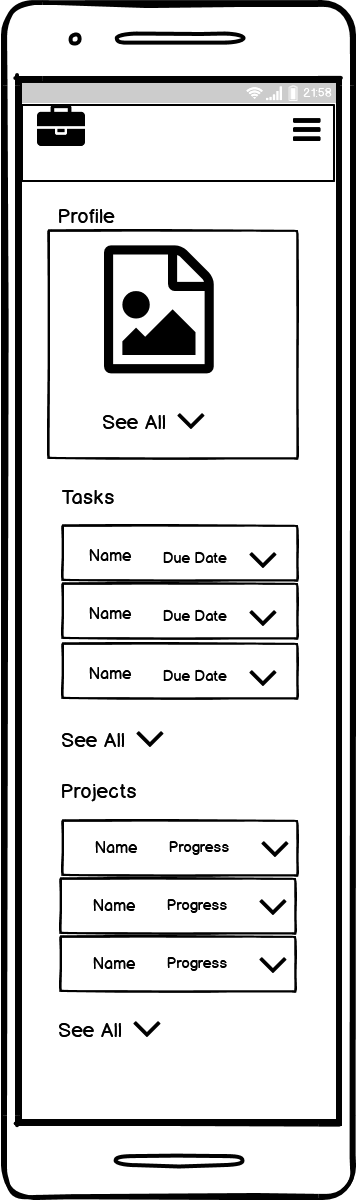 21:58
Profile
See All
Tasks
Name Due Date
Name Due Date
Name Due Date
See All
Projects
Name Progress
Name Progress
Name Progress
See All